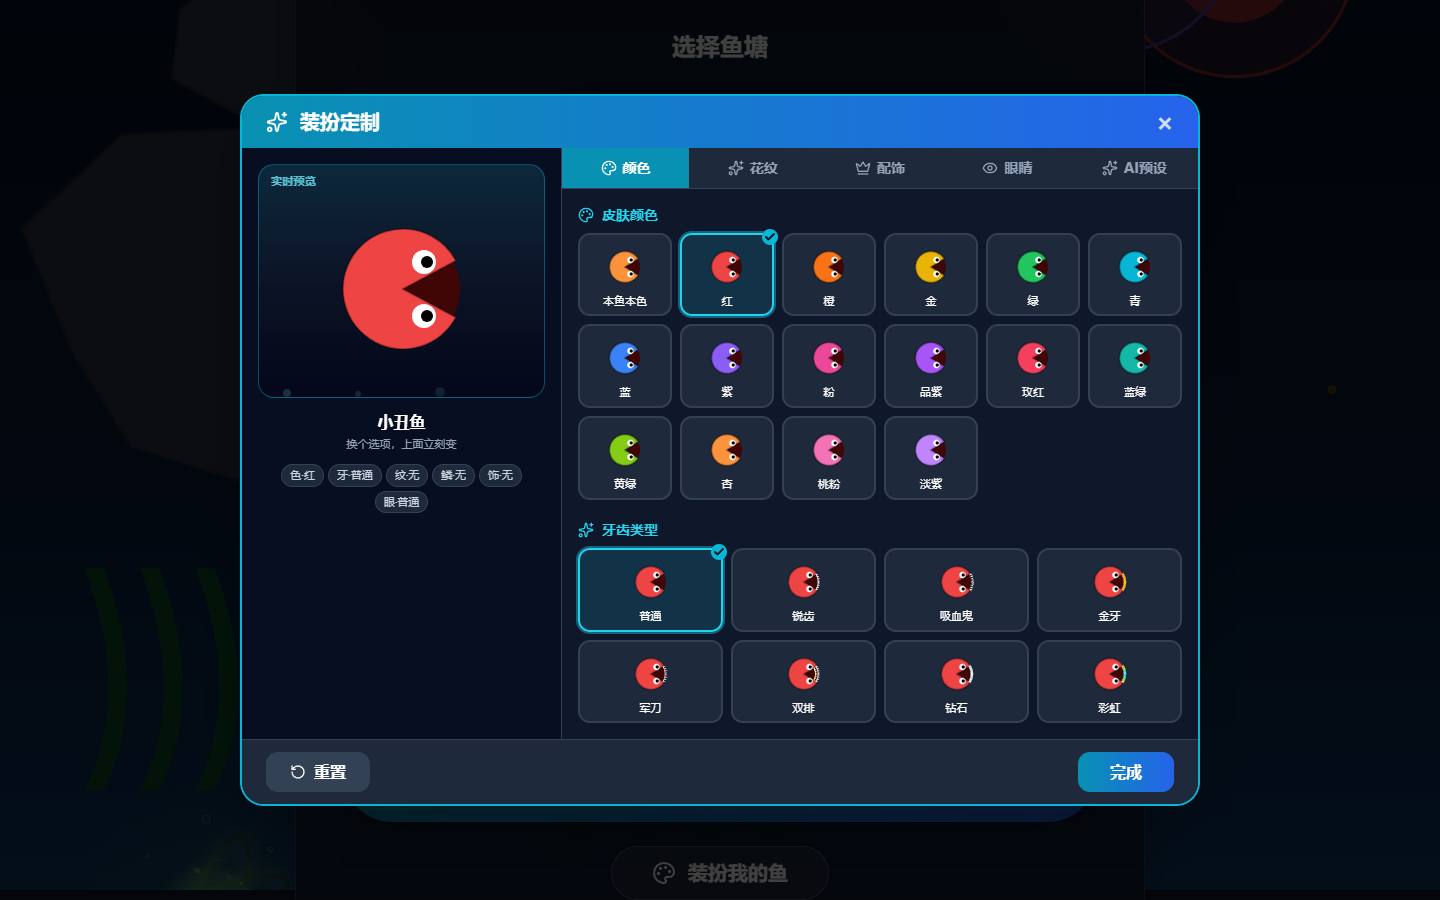 选择鱼塘
装扮定制
实时预览
小丑鱼
换个选项，上面立刻变
色·红 牙·普通 纹·无 鳞·无 饰·无
眼·普通
颜色 花纹 配饰 眼睛 AI预设
皮肤颜色
本鱼本色 红 橙 金 绿 青
蓝 紫 粉 品紫 玫红 蓝绿
黄绿 杏 桃粉 淡紫
牙齿类型
普通 锐齿 吸血鬼 金牙
军刀 双排 钻石 彩虹
重置 完成
装扮我的鱼